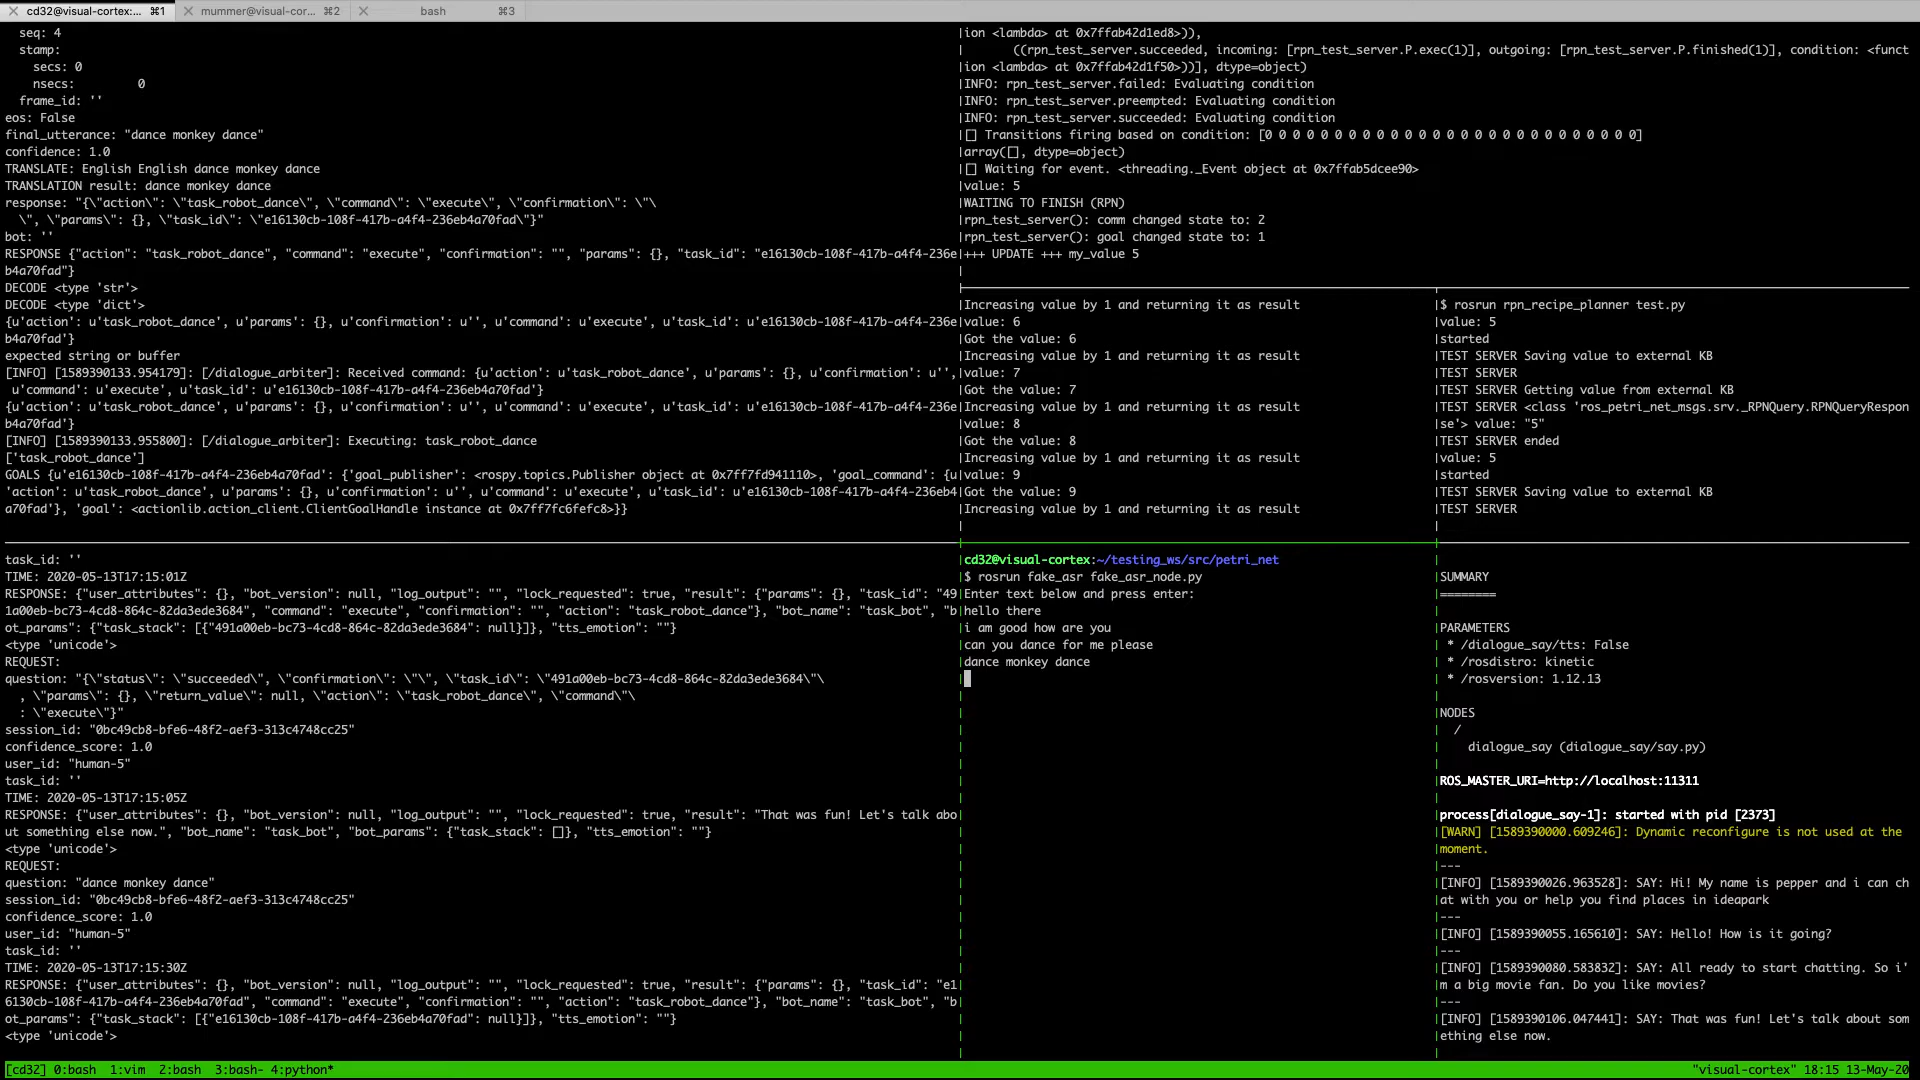 cd32@visual-cortex:... ⌘1
mummer@visual-cor... ⌘2
bash ⌘3
seq: 4
stamp:
secs: 0
nsecs: 0
frame_id: ''
eos: False
final_utterance: "dance monkey dance"
confidence: 1.0
TRANSLATE: English English dance monkey dance
TRANSLATION result: dance monkey dance
response: "{\"action\": \"task_robot_dance\", \"command\": \"execute\", \"confirmation\": \"\
\", \"params\": {}, \"task_id\": \"e16130cb-108f-417b-a4f4-236eb4a70fad\"}"
bot: ''
RESPONSE {"action": "task_robot_dance", "command": "execute", "confirmation": "", "params": {}, "task_id": "e16130cb-108f-417b-a4f4-236e
b4a70fad"}
DECODE <type 'str'>
DECODE <type 'dict'>
{u'action': u'task_robot_dance', u'params': {}, u'confirmation': u'', u'command': u'execute', u'task_id': u'e16130cb-108f-417b-a4f4-236e
b4a70fad'}
expected string or buffer
[INFO] [1589390133.954179]: [/dialogue_arbiter]: Received command: {u'action': u'task_robot_dance', u'params': {}, u'confirmation': u'',
u'command': u'execute', u'task_id': u'e16130cb-108f-417b-a4f4-236eb4a70fad'}
{u'action': u'task_robot_dance', u'params': {}, u'confirmation': u'', u'command': u'execute', u'task_id': u'e16130cb-108f-417b-a4f4-236e
b4a70fad'}
[INFO] [1589390133.955800]: [/dialogue_arbiter]: Executing: task_robot_dance
['task_robot_dance']
GOALS {u'e16130cb-108f-417b-a4f4-236eb4a70fad': {'goal_publisher': <rospy.topics.Publisher object at 0x7ff7fd941110>, 'goal_command': {u
'action': u'task_robot_dance', u'params': {}, u'confirmation': u'', u'command': u'execute', u'task_id': u'e16130cb-108f-417b-a4f4-236eb4
a70fad'}, 'goal': <actionlib.action_client.ClientGoalHandle instance at 0x7ff7fc6fefc8>}}
ion <lambda> at 0x7ffab42d1ed8>)),
((rpn_test_server.succeeded, incoming: [rpn_test_server.P.exec(1)], outgoing: [rpn_test_server.P.finished(1)], condition: <funct
ion <lambda> at 0x7ffab42d1f50>))], dtype=object)
INFO: rpn_test_server.failed: Evaluating condition
INFO: rpn_test_server.preempted: Evaluating condition
INFO: rpn_test_server.succeeded: Evaluating condition
[] Transitions firing based on condition: [0 0 0 0 0 0 0 0 0 0 0 0 0 0 0 0 0 0 0 0 0 0 0 0 0 0 0]
array([], dtype=object)
[] Waiting for event. <threading._Event object at 0x7ffab5dcee90>
value: 5
WAITING TO FINISH (RPN)
rpn_test_server(): comm changed state to: 2
rpn_test_server(): goal changed state to: 1
+++ UPDATE +++ my_value 5
Increasing value by 1 and returning it as result
value: 6
Got the value: 6
Increasing value by 1 and returning it as result
value: 7
Got the value: 7
Increasing value by 1 and returning it as result
value: 8
Got the value: 8
Increasing value by 1 and returning it as result
value: 9
Got the value: 9
Increasing value by 1 and returning it as result
$ rosrun rpn_recipe_planner test.py
value: 5
started
TEST SERVER Saving value to external KB
TEST SERVER
TEST SERVER Getting value from external KB
TEST SERVER <class 'ros_petri_net_msgs.srv._RPNQuery.RPNQueryRespon
se'> value: "5"
TEST SERVER ended
value: 5
started
TEST SERVER Saving value to external KB
TEST SERVER
task_id: ''
TIME: 2020-05-13T17:15:01Z
RESPONSE: {"user_attributes": {}, "bot_version": null, "log_output": "", "lock_requested": true, "result": {"params": {}, "task_id": "49
1a00eb-bc73-4cd8-864c-82da3ede3684", "command": "execute", "confirmation": "", "action": "task_robot_dance"}, "bot_name": "task_bot", "b
ot_params": {"task_stack": [{"491a00eb-bc73-4cd8-864c-82da3ede3684": null}]}, "tts_emotion": ""}
<type 'unicode'>
REQUEST:
question: "{\"status\": \"succeeded\", \"confirmation\": \"\", \"task_id\": \"491a00eb-bc73-4cd8-864c-82da3ede3684\"\
, \"params\": {}, \"return_value\": null, \"action\": \"task_robot_dance\", \"command\"\
: \"execute\"}"
session_id: "0bc49cb8-bfe6-48f2-aef3-313c4748cc25"
confidence_score: 1.0
user_id: "human-5"
task_id: ''
TIME: 2020-05-13T17:15:05Z
RESPONSE: {"user_attributes": {}, "bot_version": null, "log_output": "", "lock_requested": true, "result": "That was fun! Let's talk abo
ut something else now.", "bot_name": "task_bot", "bot_params": {"task_stack": []}, "tts_emotion": ""}
<type 'unicode'>
REQUEST:
question: "dance monkey dance"
session_id: "0bc49cb8-bfe6-48f2-aef3-313c4748cc25"
confidence_score: 1.0
user_id: "human-5"
task_id: ''
TIME: 2020-05-13T17:15:30Z
RESPONSE: {"user_attributes": {}, "bot_version": null, "log_output": "", "lock_requested": true, "result": {"params": {}, "task_id": "e1
6130cb-108f-417b-a4f4-236eb4a70fad", "command": "execute", "confirmation": "", "action": "task_robot_dance"}, "bot_name": "task_bot", "b
ot_params": {"task_stack": [{"e16130cb-108f-417b-a4f4-236eb4a70fad": null}]}, "tts_emotion": ""}
<type 'unicode'>
cd32@visual-cortex:~/testing_ws/src/petri_net
$ rosrun fake_asr fake_asr_node.py
Enter text below and press enter:
hello there
i am good how are you
can you dance for me please
dance monkey dance
SUMMARY
========
PARAMETERS
* /dialogue_say/tts: False
* /rosdistro: kinetic
* /rosversion: 1.12.13
NODES
/
dialogue_say (dialogue_say/say.py)
ROS_MASTER_URI=http://localhost:11311
process[dialogue_say-1]: started with pid [2373]
[WARN] [1589390000.609246]: Dynamic reconfigure is not used at the
moment.
---
[INFO] [1589390026.963528]: SAY: Hi! My name is pepper and i can ch
at with you or help you find places in ideapark
---
[INFO] [1589390055.165610]: SAY: Hello! How is it going?
---
[INFO] [1589390080.583832]: SAY: All ready to start chatting. So i'
m a big movie fan. Do you like movies?
---
[INFO] [1589390106.047441]: SAY: That was fun! Let's talk about som
ething else now.
[cd32] 0:bash 1:vim 2:bash 3:bash- 4:python*
"visual-cortex" 18:15 13-May-20